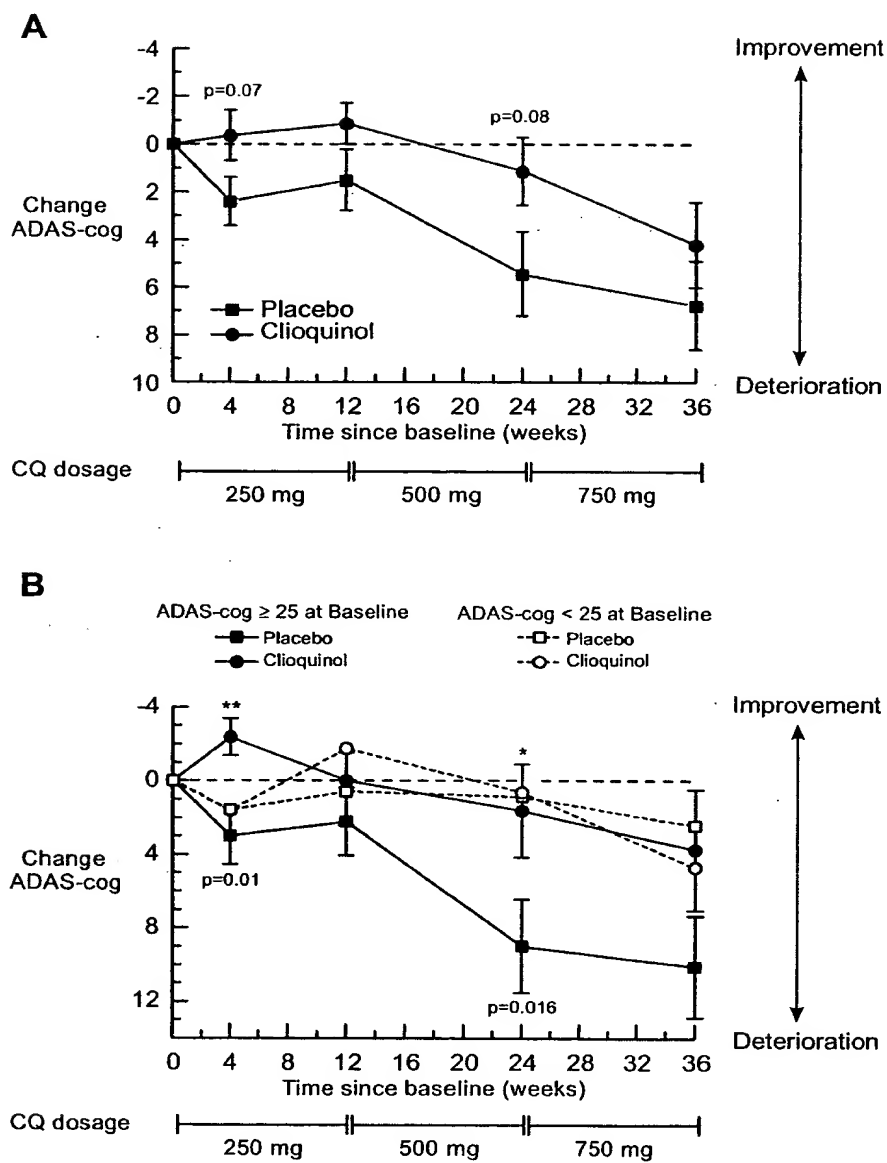 A
-4
Improvement
-2
p=0.07
p=0.08
0
2
Change
ADAS-cog
4
6
Placebo
8
Clioquinol
10
Deterioration
0 4 8 12 16 20 24 28 32 36
Time since baseline (weeks)
CQ dosage
250 mg 500 mg 750 mg
B
ADAS-cog ≥ 25 at Baseline ADAS-cog < 25 at Baseline
Placebo Placebo
Clioquinol Clioquinol
-4
Improvement
** *
0
Change
ADAS-cog
4
p=0.01
8
p=0.016
12
Deterioration
0 4 8 12 16 20 24 28 32 36
Time since baseline (weeks)
CQ dosage
250 mg 500 mg 750 mg